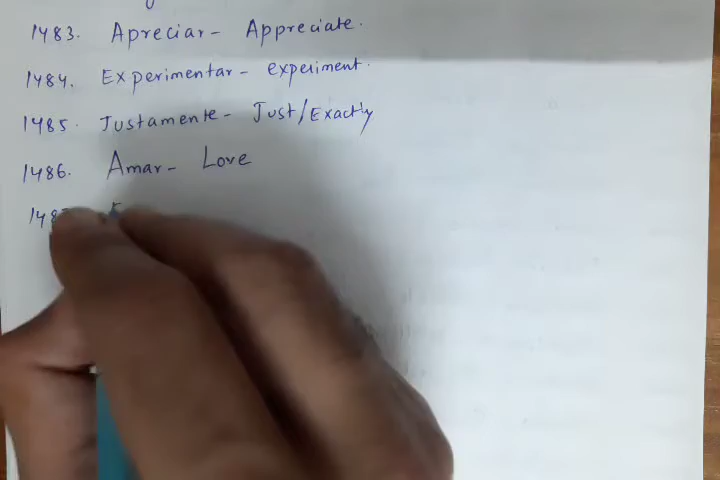 1483. Apreciar - Appreciate.
1484. Experimentar - experiment.
1485. Justamente - Just/Exactly
1486. Amar - Love